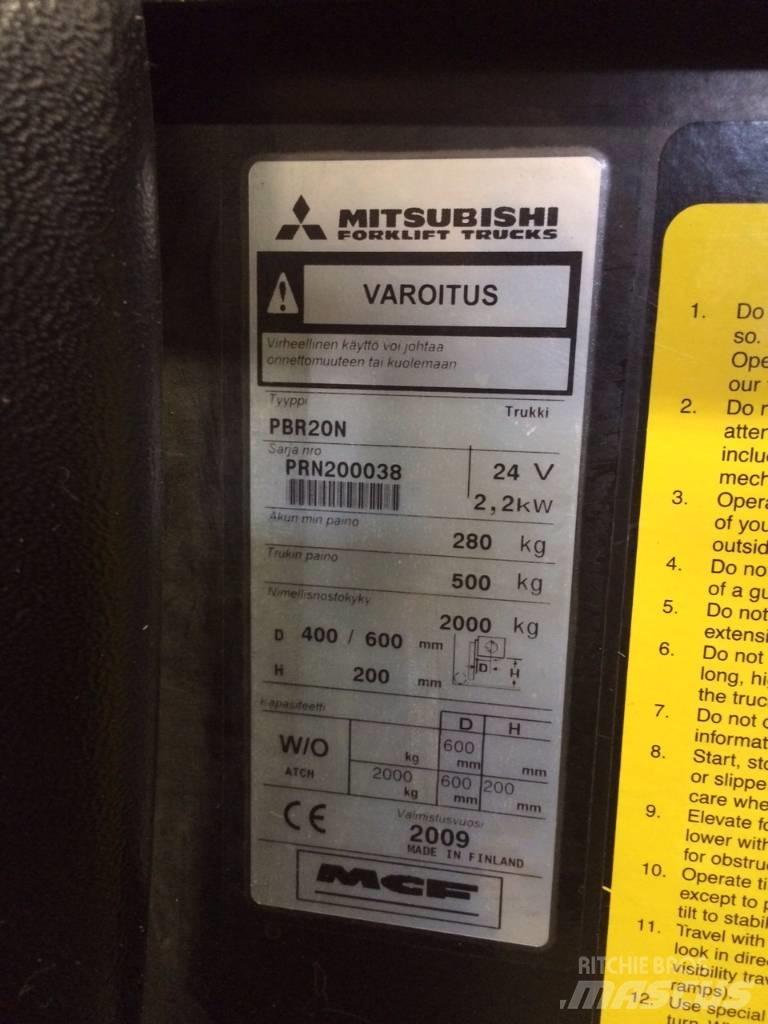 MITSUBISHI
FORKLIFT TRUCKS
VAROITUS
Virheellinen käyttö voi johtaa
onnettomuuteen tai kuolemaan
Tyyppi Trukki
PBR20N
Sarja nro
PRN200038 24 V
2,2kW
Akun min paino
280 kg
Trukin paino
500 kg
Nimellisnostokyky
2000 kg
D 400 / 600 mm
D H
H 200 mm
Kapasiteetti D H
W/O kg 600 mm mm
ATCH 2000 kg 600 mm 200 mm
CE Valmistusvuosi
2009
MADE IN FINLAND
MCF
1. Do
so.
Ope
our
2. Do n
atten
inclu
mech
3. Opera
of you
outsid
4. Do no
of a gu
5. Do not
extensi
6. Do not
long, hi
the truc
7. Do not o
informat
8. Start, sto
or slippe
care whe
9. Elevate fo
lower with
for obstru
10. Operate ti
except to p
tilt to stabil
11. Travel with
look in dire
visibility trav
ramps).
12. Use special
turn. W
RITCHIE BROS.
MASCUS